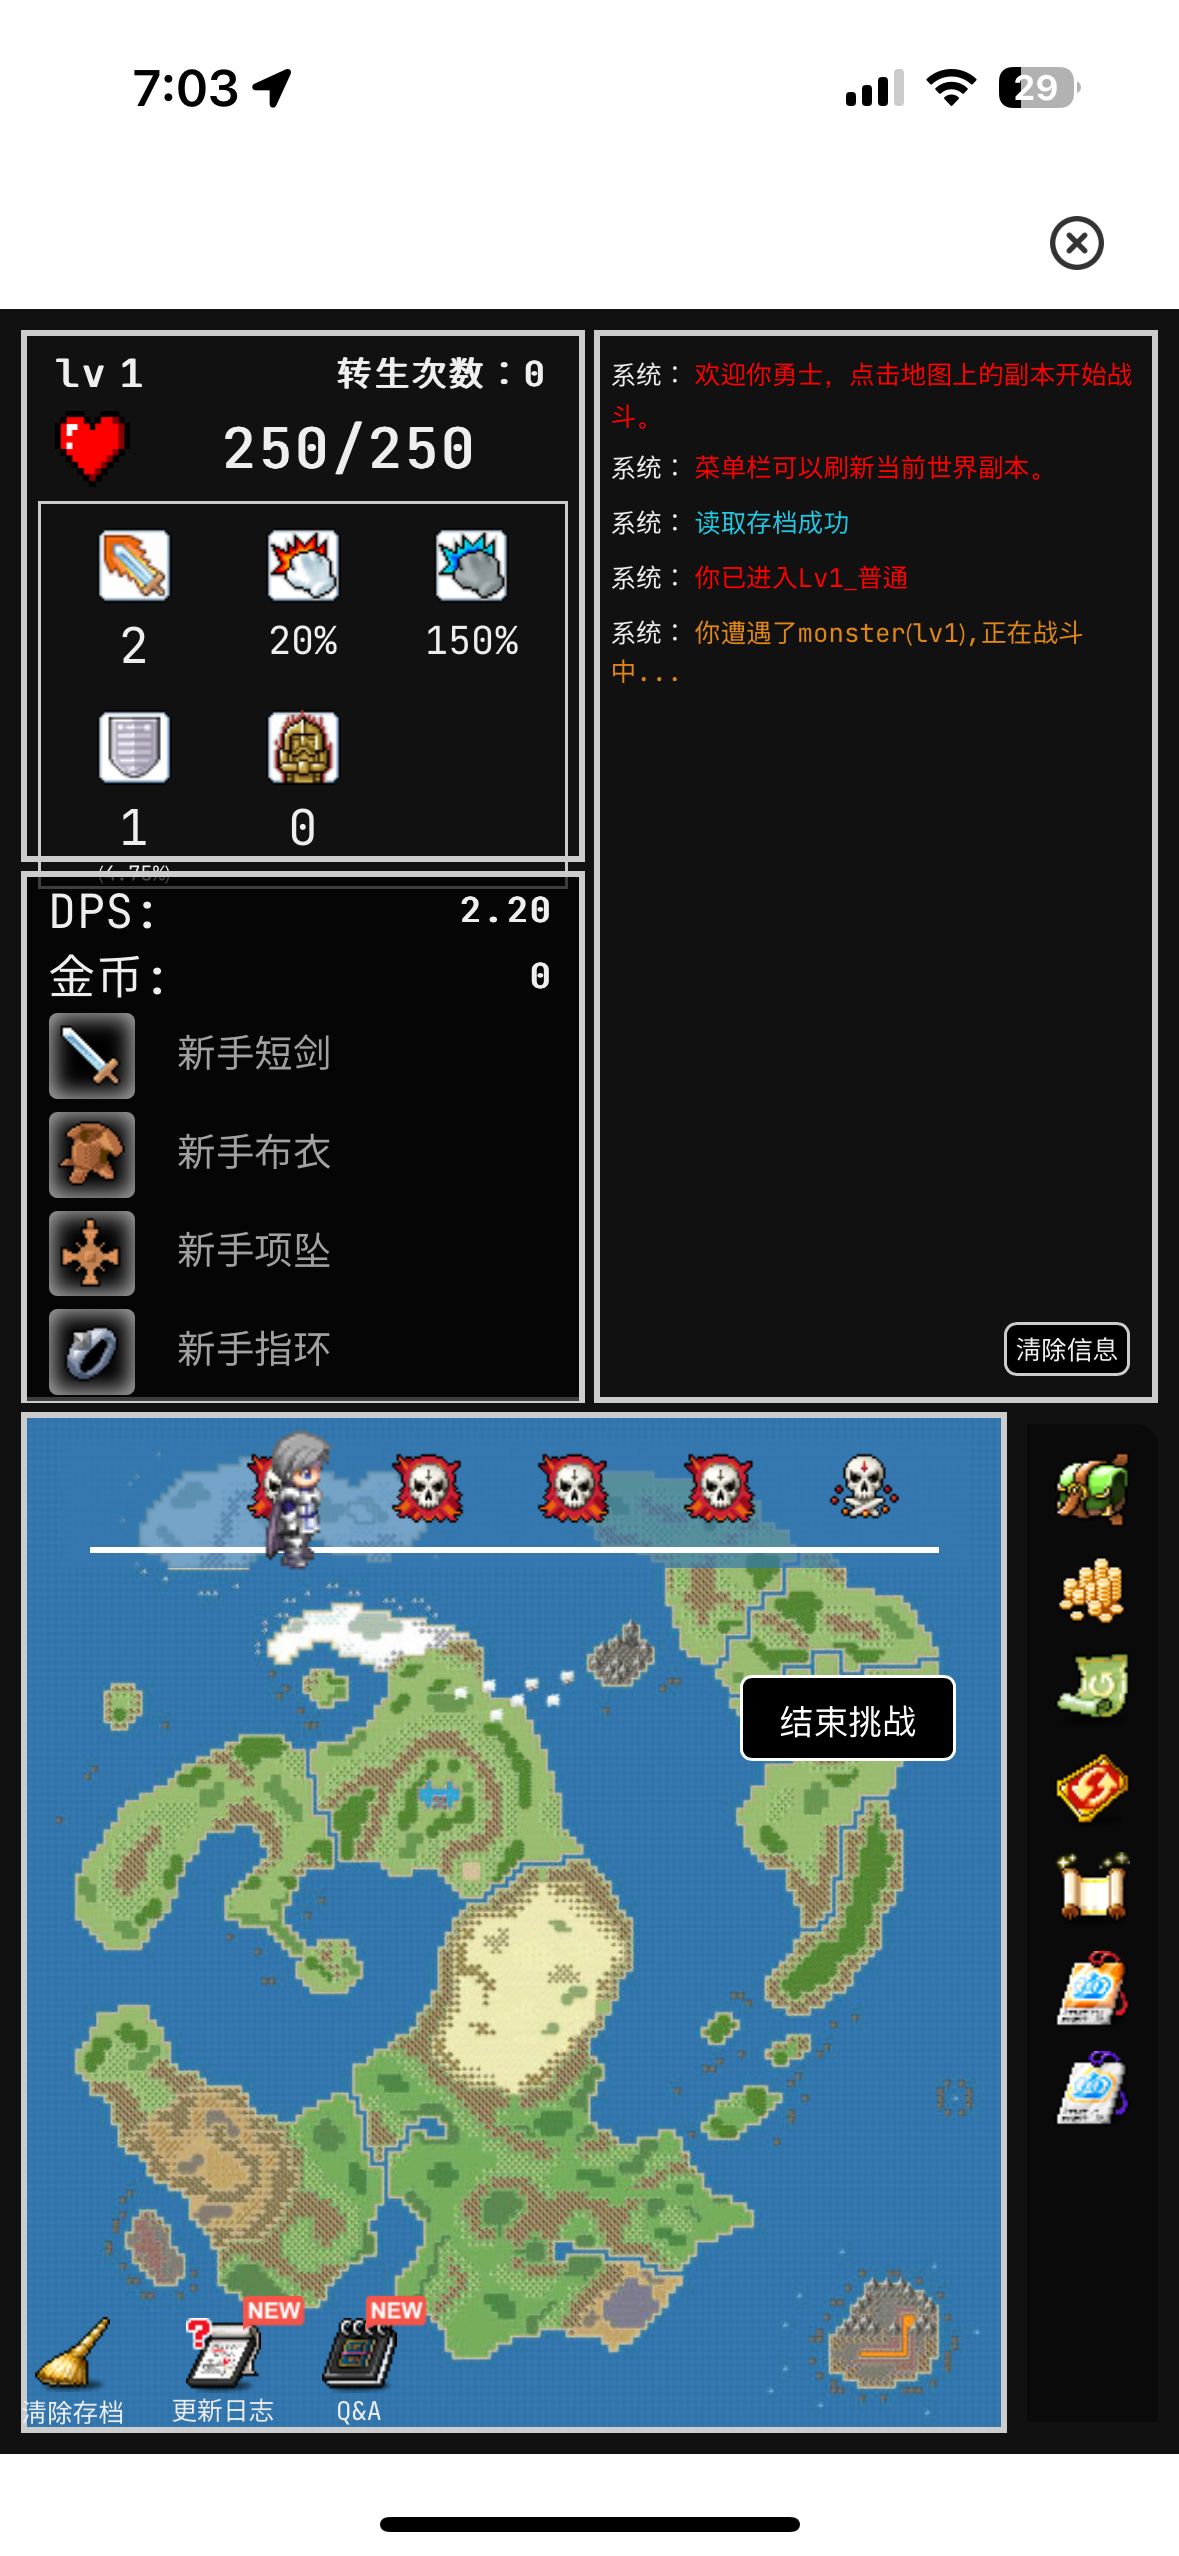 7:03
29
lv 1
转生次数：0
250/250
2
20%
150%
1
0
(4.75%)
DPS:
2.20
金币:
0
新手短剑
新手布衣
新手项坠
新手指环
系统： 欢迎你勇士，点击地图上的副本开始战
斗。
系统： 菜单栏可以刷新当前世界副本。
系统： 读取存档成功
系统： 你已进入Lv1_普通
系统： 你遭遇了monster(lv1),正在战斗
中...
清除信息
结束挑战
NEW
NEW
清除存档
更新日志
Q&A